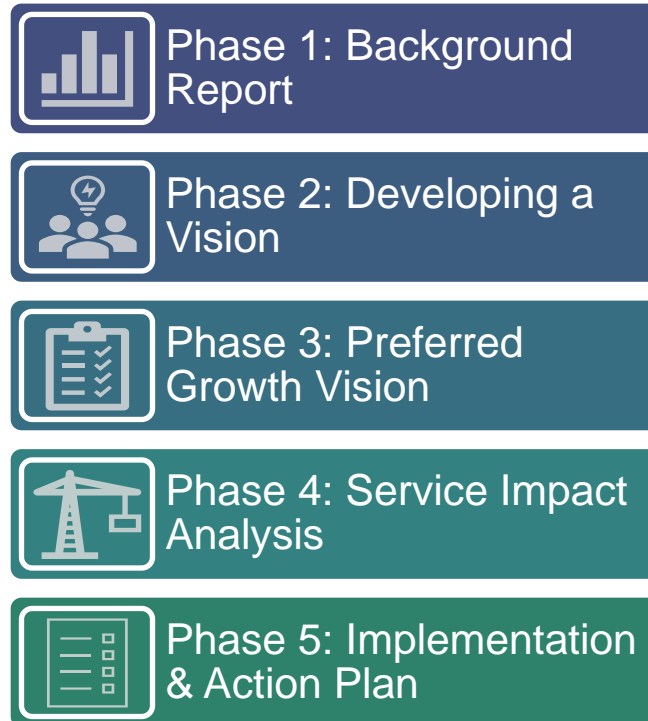 Phase 1: Background
Report
Phase 2: Developing a
Vision
Phase 3: Preferred
Growth Vision
Phase 4: Service Impact
Analysis
Phase 5: Implementation
& Action Plan